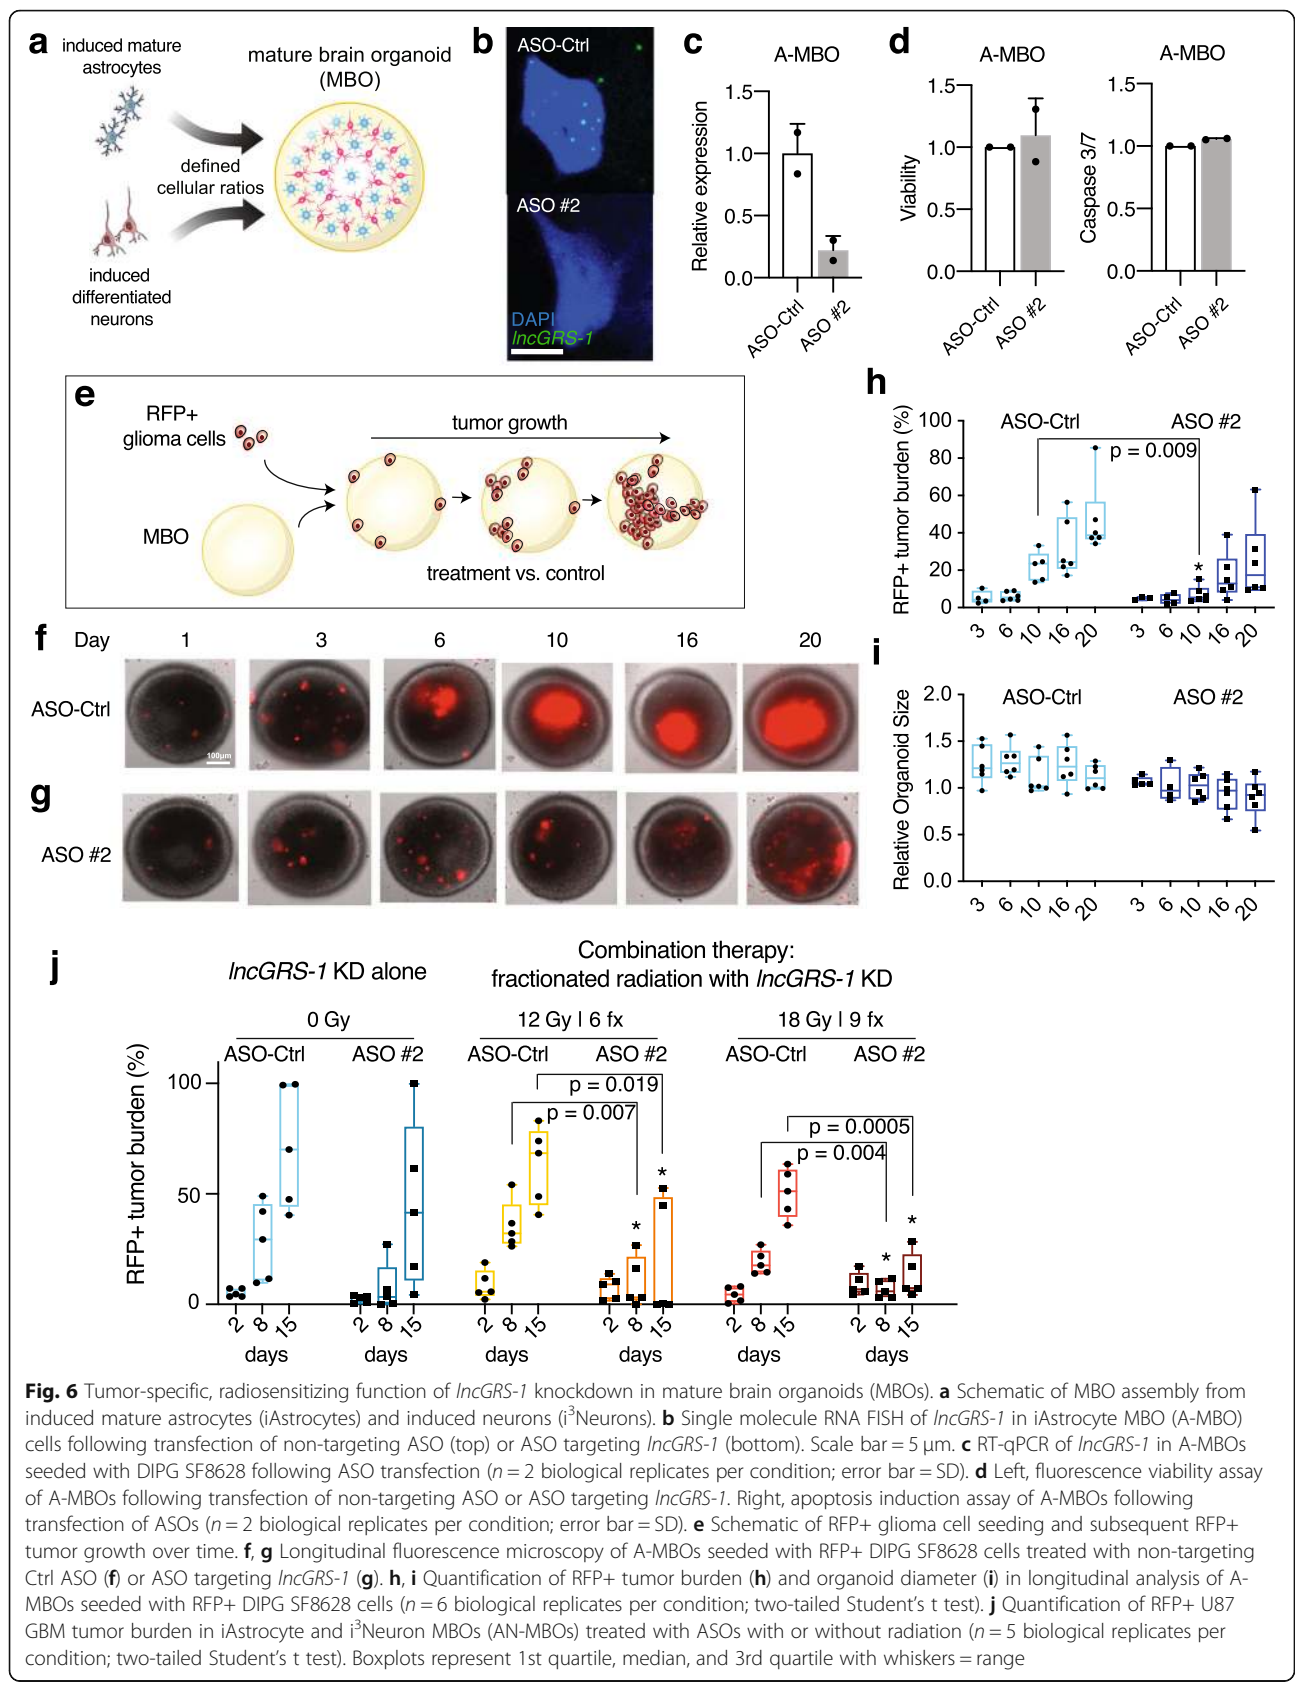 a
induced mature
astrocytes
mature brain organoid
(MBO)
defined
cellular ratios
induced
differentiated
neurons
b
ASO-Ctrl
ASO #2
DAPI
lncGRS-1
c
A-MBO
Relative expression
1.5
1.0
0.5
0.0
ASO-Ctrl
ASO #2
d
A-MBO
Viability
1.5
1.0
0.5
0.0
ASO-Ctrl
ASO #2
A-MBO
Caspase 3/7
1.5
1.0
0.5
0.0
ASO-Ctrl
ASO #2
e
RFP+
glioma cells
MBO
tumor growth
treatment vs. control
f
Day 1 3 6 10 16 20
ASO-Ctrl
100µm
g
ASO #2
h
RFP+ tumor burden (%)
100
80
60
40
20
0
ASO-Ctrl ASO #2
p = 0.009
*
3 6 10 16 20 3 6 10 16 20
i
Relative Organoid Size
2.0
1.5
1.0
0.5
0.0
ASO-Ctrl ASO #2
3 6 10 16 20 3 6 10 16 20
j
lncGRS-1 KD alone
Combination therapy:
fractionated radiation with lncGRS-1 KD
0 Gy 12 Gy | 6 fx 18 Gy | 9 fx
ASO-Ctrl ASO #2 ASO-Ctrl ASO #2 ASO-Ctrl ASO #2
RFP+ tumor burden (%)
100
50
0
p = 0.019
p = 0.007
* *
p = 0.0005
p = 0.004
* *
2 8 15 2 8 15 2 8 15 2 8 15 2 8 15 2 8 15
days days days days days days
Fig. 6 Tumor-specific, radiosensitizing function of lncGRS-1 knockdown in mature brain organoids (MBOs). a Schematic of MBO assembly from
induced mature astrocytes (iAstrocytes) and induced neurons (i³Neurons). b Single molecule RNA FISH of lncGRS-1 in iAstrocyte MBO (A-MBO)
cells following transfection of non-targeting ASO (top) or ASO targeting lncGRS-1 (bottom). Scale bar = 5 µm. c RT-qPCR of lncGRS-1 in A-MBOs
seeded with DIPG SF8628 following ASO transfection (n = 2 biological replicates per condition; error bar = SD). d Left, fluorescence viability assay
of A-MBOs following transfection of non-targeting ASO or ASO targeting lncGRS-1. Right, apoptosis induction assay of A-MBOs following
transfection of ASOs (n = 2 biological replicates per condition; error bar = SD). e Schematic of RFP+ glioma cell seeding and subsequent RFP+
tumor growth over time. f, g Longitudinal fluorescence microscopy of A-MBOs seeded with RFP+ DIPG SF8628 cells treated with non-targeting
Ctrl ASO (f) or ASO targeting lncGRS-1 (g). h, i Quantification of RFP+ tumor burden (h) and organoid diameter (i) in longitudinal analysis of A-
MBOs seeded with RFP+ DIPG SF8628 cells (n = 6 biological replicates per condition; two-tailed Student's t test). j Quantification of RFP+ U87
GBM tumor burden in iAstrocyte and i³Neuron MBOs (AN-MBOs) treated with ASOs with or without radiation (n = 5 biological replicates per
condition; two-tailed Student's t test). Boxplots represent 1st quartile, median, and 3rd quartile with whiskers = range